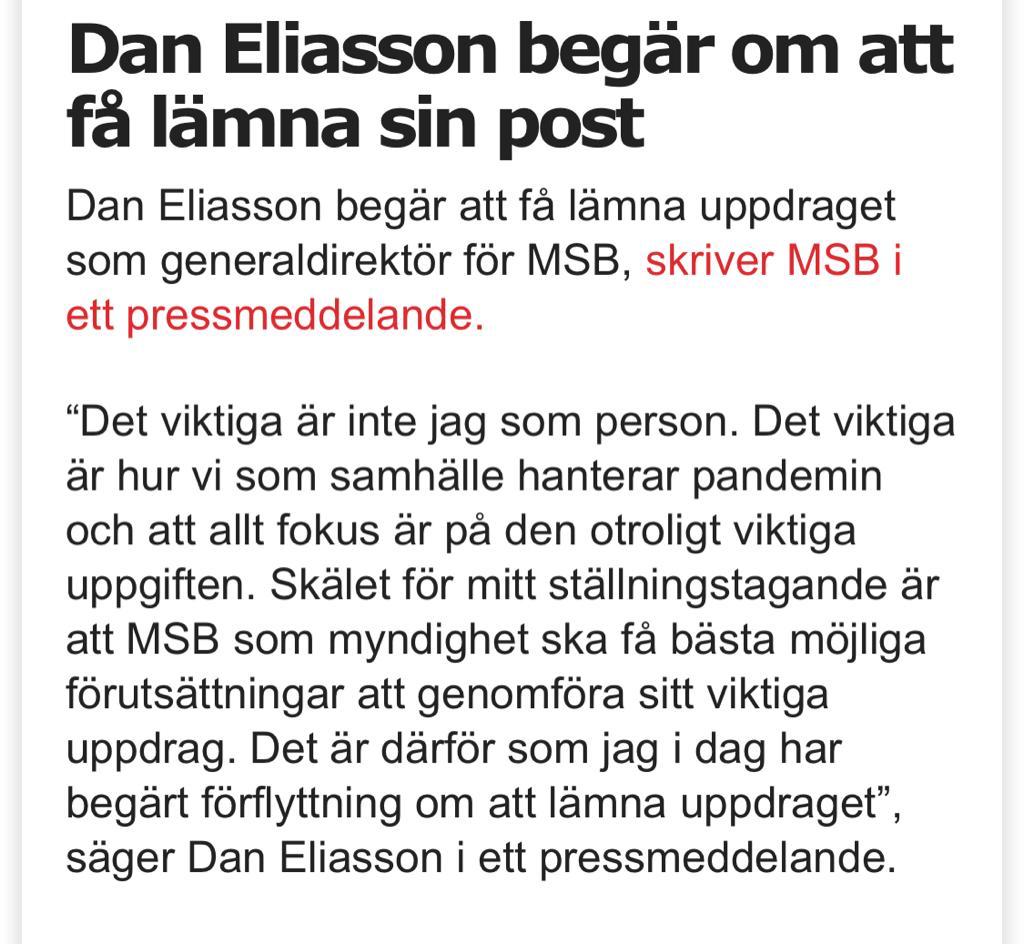 Dan Eliasson begär om att
få lämna sin post
Dan Eliasson begär att få lämna uppdraget
som generaldirektör för MSB, skriver MSB i
ett pressmeddelande.
“Det viktiga är inte jag som person. Det viktiga
är hur vi som samhälle hanterar pandemin
och att allt fokus är på den otroligt viktiga
uppgiften. Skälet för mitt ställningstagande är
att MSB som myndighet ska få bästa möjliga
förutsättningar att genomföra sitt viktiga
uppdrag. Det är därför som jag i dag har
begärt förflyttning om att lämna uppdraget”,
säger Dan Eliasson i ett pressmeddelande.